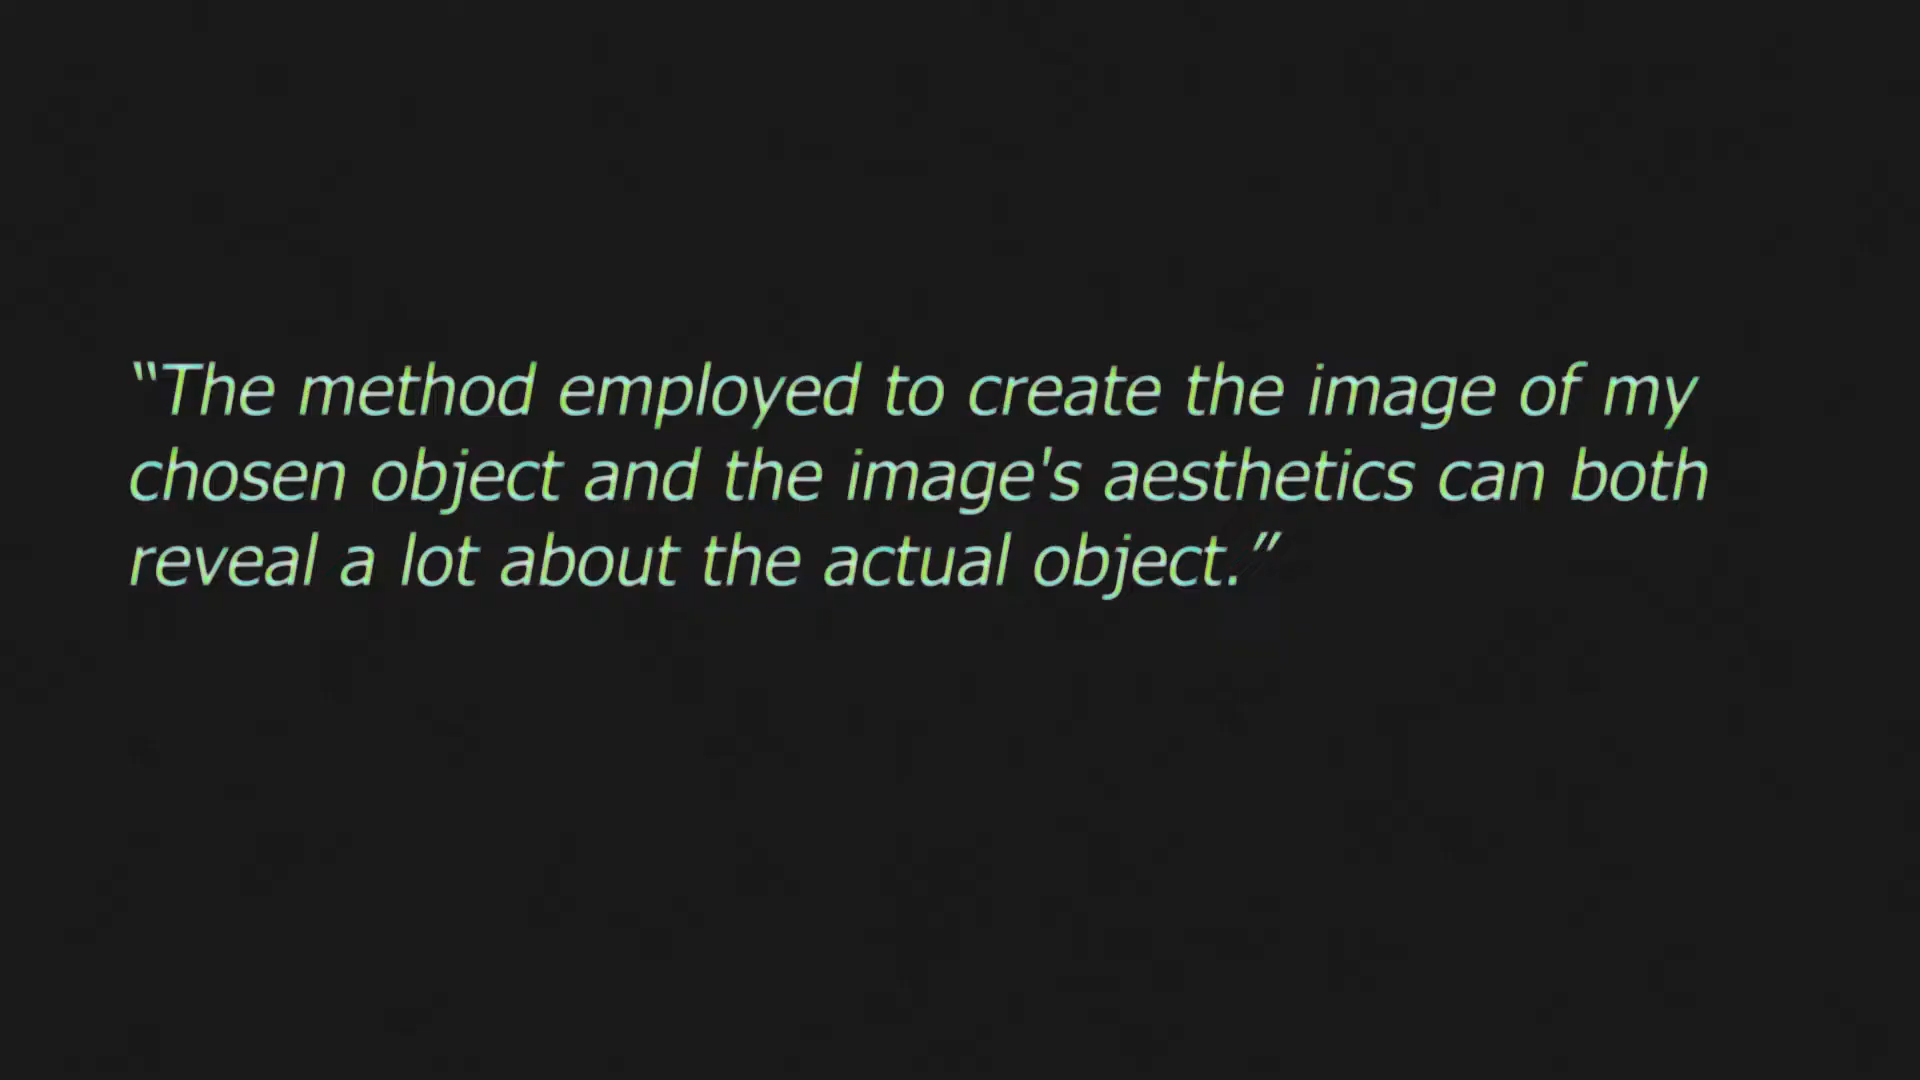 “The method employed to create the image of my
chosen object and the image's aesthetics can both
reveal a lot about the actual object.”